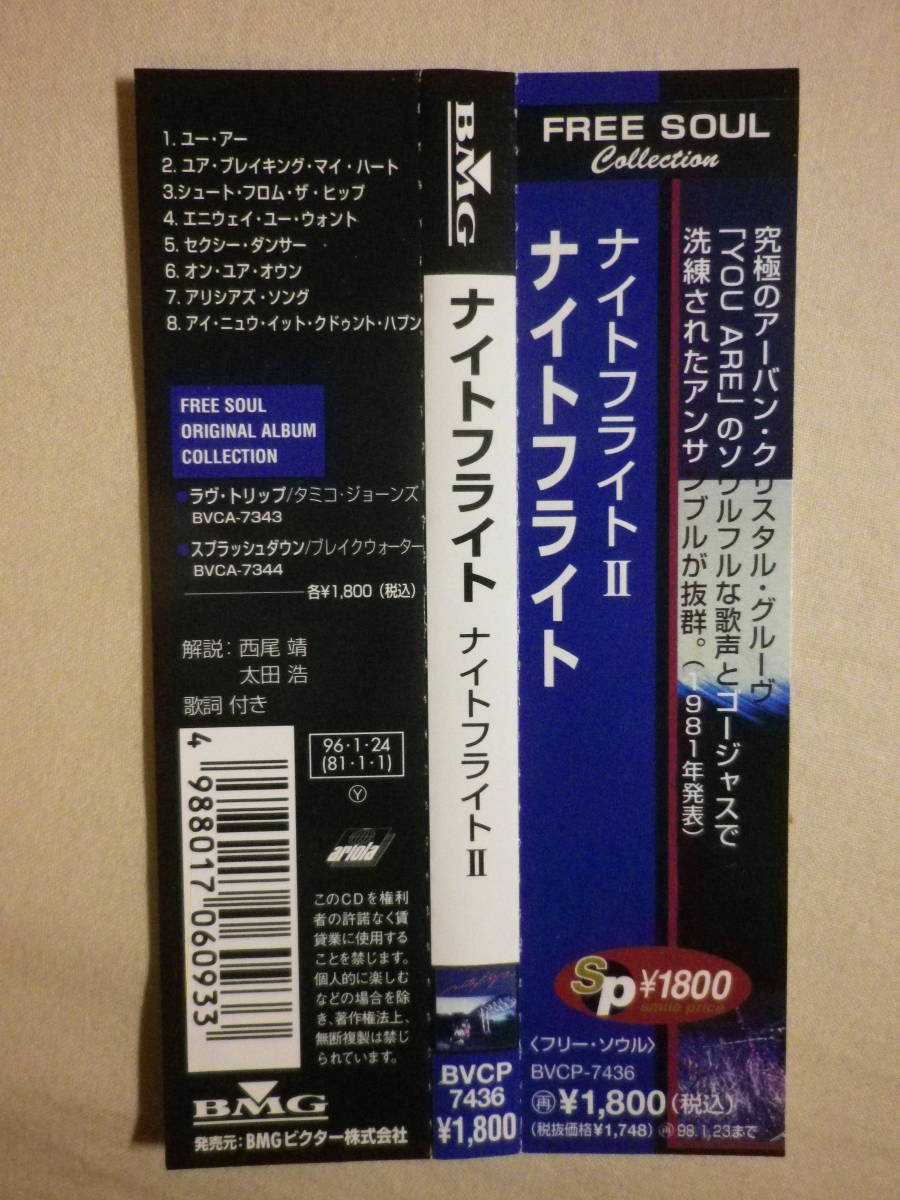 1. ユー・アー
2. ユア・ブレイキング・マイ・ハート
3.シュート・フロム・ザ・ヒップ
4. エニウェイ・ユー・ウォント
5. セクシー・ダンサー
6. オン・ユア・オウン
7. アリシアズ・ソング
8. アイ・ニュウ・イット・クドゥント・ハプン
FREE SOUL
ORIGINAL ALBUM
COLLECTION
ラヴ・トリップ/タミコ・ジョーンズ
BVCA-7343
スプラッシュダウン/ブレイクウォーター
BVCA-7344
各¥1,800(税込)
解説:西尾 靖
太田 浩
歌詞 付き
4 988017 060933
96・1・24
(81・1・1)
Ⓨ
ariola
このCDを権利
者の許諾なく賃
貸業に使用する
ことを禁じます。
個人的に楽しむ
などの場合を除
き、著作権法上、
無断複製は禁じ
られています。
BMG
発売元:BMGビクター株式会社
BMG
ナイトフライト ナイトフライトⅡ
BVCP
7436
¥1,800
FREE SOUL
Collection
ナイトフライトⅡ
ナイトフライト
究極のアーバン・クリスタル・グルーヴ
「YOU ARE」のソウルフルな歌声とゴージャスで
洗練されたアンサンブルが抜群。(1981年発表)
Sp ¥1800
smile price
〈フリー・ソウル〉
BVCP-7436
㊢¥1,800(税込)
(税抜価格¥1,748) ㊢98.1.23まで